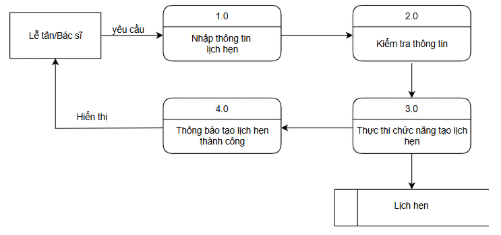 Lễ tân/Bác sĩ
yêu cầu
1.0
Nhập thông tin
lịch hẹn
2.0
Kiểm tra thông tin
Hiển thị
4.0
Thông báo tạo lịch hẹn
thành công
3.0
Thực thi chức năng tạo lịch
hẹn
Lịch hẹn